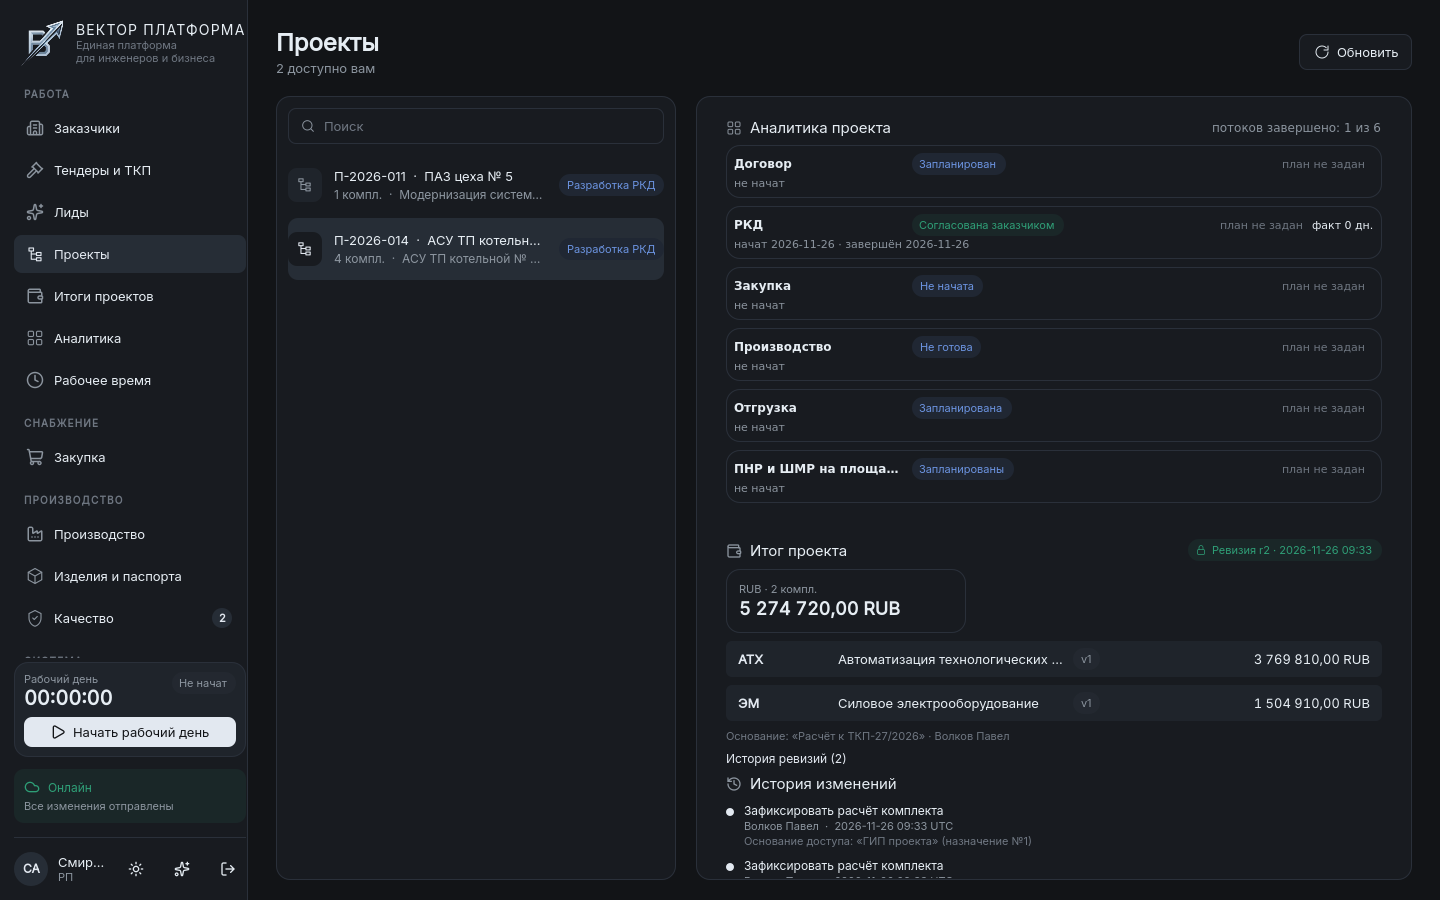 ВЕКТОР ПЛАТФОРМА
Единая платформа
для инженеров и бизнеса
РАБОТА
Заказчики
Тендеры и ТКП
Лиды
Проекты
Итоги проектов
Аналитика
Рабочее время
СНАБЖЕНИЕ
Закупка
ПРОИЗВОДСТВО
Производство
Изделия и паспорта
Качество 2
Рабочий день
Не начат
00:00:00
Начать рабочий день
Онлайн
Все изменения отправлены
СА
Смир...
РП
Проекты
2 доступно вам
Обновить
Поиск
П-2026-011 · ПАЗ цеха № 5
1 компл. · Модернизация систем...
Разработка РКД
П-2026-014 · АСУ ТП котельн...
4 компл. · АСУ ТП котельной № ...
Разработка РКД
Аналитика проекта
потоков завершено: 1 из 6
Договор Запланирован план не задан
не начат
РКД Согласована заказчиком план не задан факт 0 дн.
начат 2026-11-26 · завершён 2026-11-26
Закупка Не начата план не задан
не начат
Производство Не готова план не задан
не начат
Отгрузка Запланирована план не задан
не начат
ПНР и ШМР на площа... Запланированы план не задан
не начат
Итог проекта
Ревизия r2 · 2026-11-26 09:33
RUB · 2 компл.
5 274 720,00 RUB
АТХ Автоматизация технологических ... v1 3 769 810,00 RUB
ЭМ Силовое электрооборудование v1 1 504 910,00 RUB
Основание: «Расчёт к ТКП-27/2026» · Волков Павел
История ревизий (2)
История изменений
Зафиксировать расчёт комплекта
Волков Павел · 2026-11-26 09:33 UTC
Основание доступа: «ГИП проекта» (назначение №1)
Зафиксировать расчёт комплекта